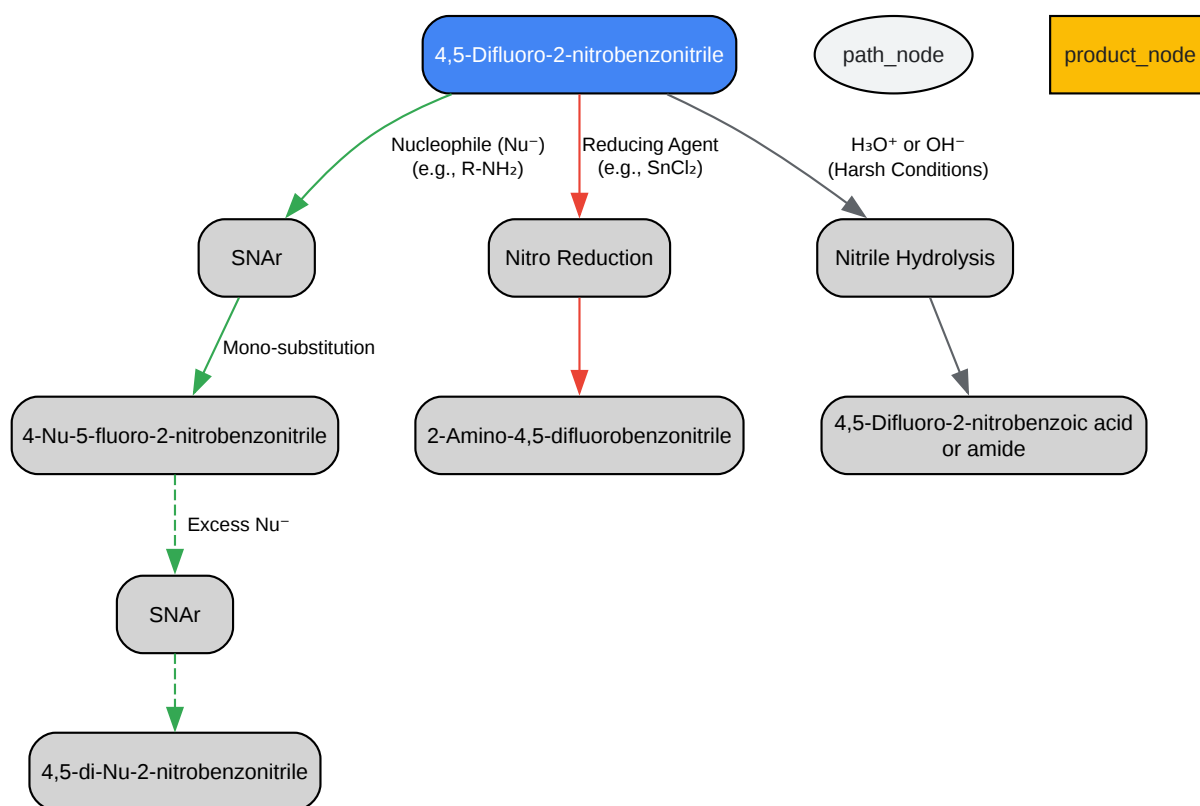 4,5-Difluoro-2-nitrobenzonitrile
path_node
product_node
Nucleophile (Nu⁻)
(e.g., R-NH₂)
Reducing Agent
(e.g., SnCl₂)
H₃O⁺ or OH⁻
(Harsh Conditions)
SNAr
Nitro Reduction
Nitrile Hydrolysis
Mono-substitution
4-Nu-5-fluoro-2-nitrobenzonitrile
2-Amino-4,5-difluorobenzonitrile
4,5-Difluoro-2-nitrobenzoic acid
or amide
Excess Nu⁻
SNAr
4,5-di-Nu-2-nitrobenzonitrile